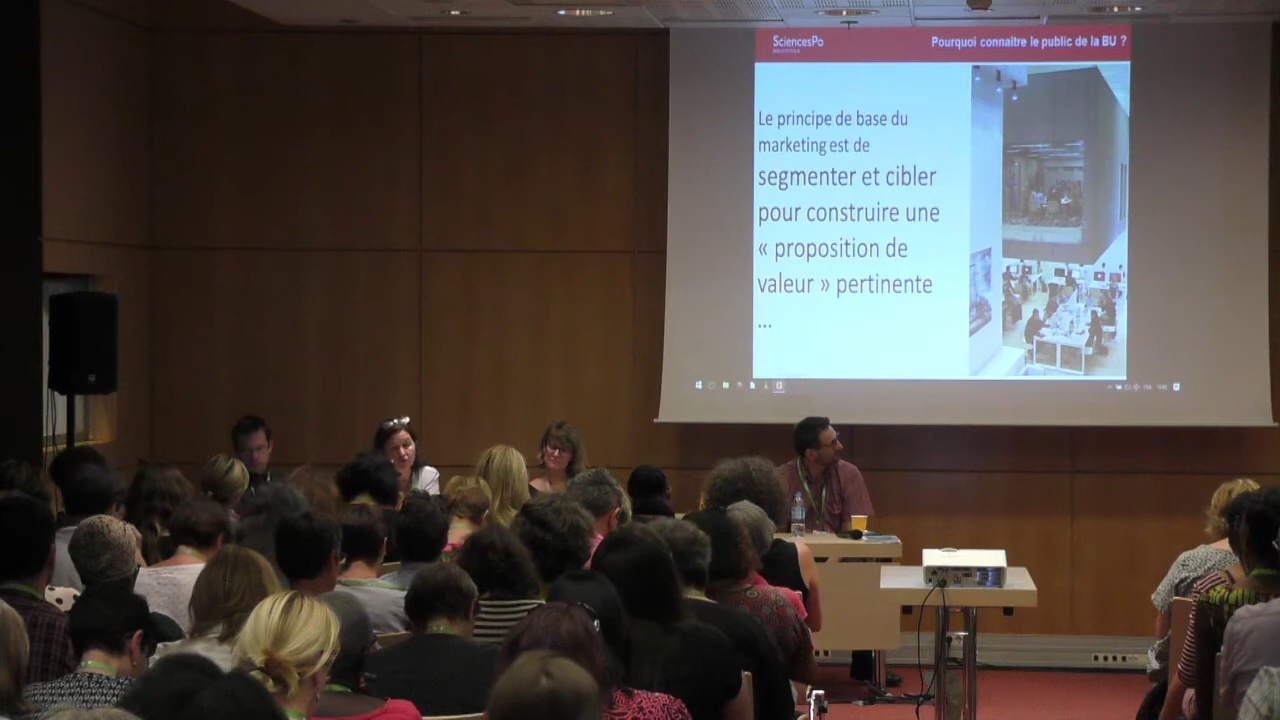 SciencesPo
Pourquoi connaître le public de la BU ?
Le principe de base du
marketing est de
segmenter et cibler
pour construire une
« proposition de
valeur » pertinente
...